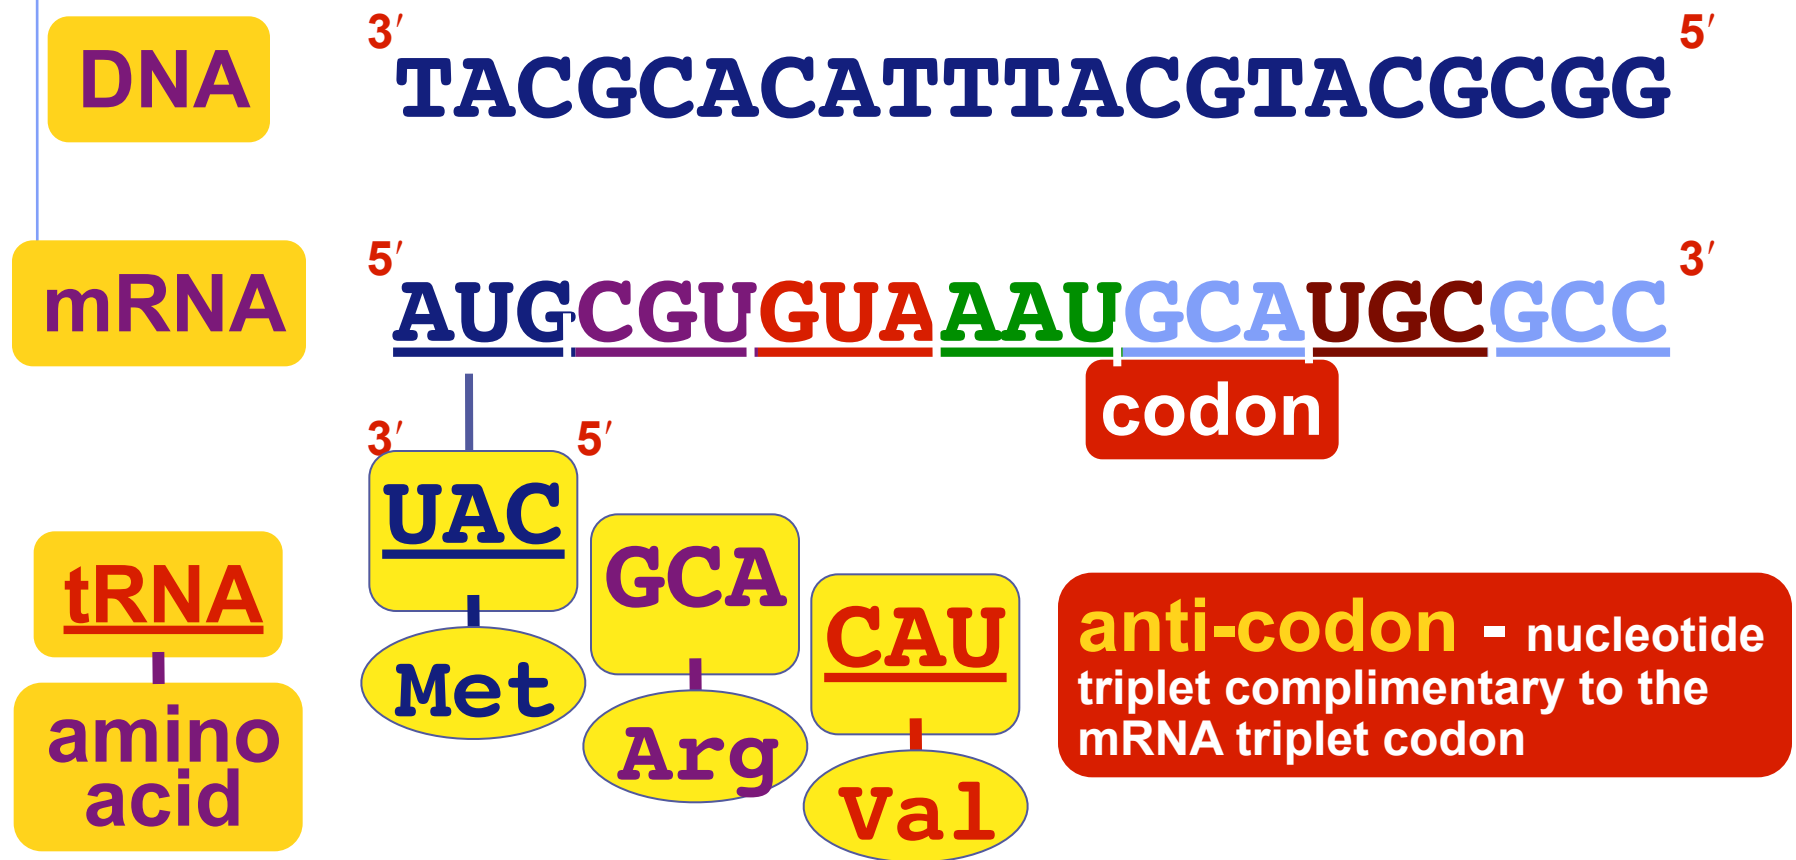 3′ 5′
DNA TACGCACATTTACGTACGCGG
5′ 3′
mRNA AUGCGUGUAAAUGCAUGCGCC
codon
3′ 5′
UAC
GCA
CAU
tRNA
Met
Arg
Val
amino
acid
anti-codon - nucleotide
triplet complimentary to the
mRNA triplet codon